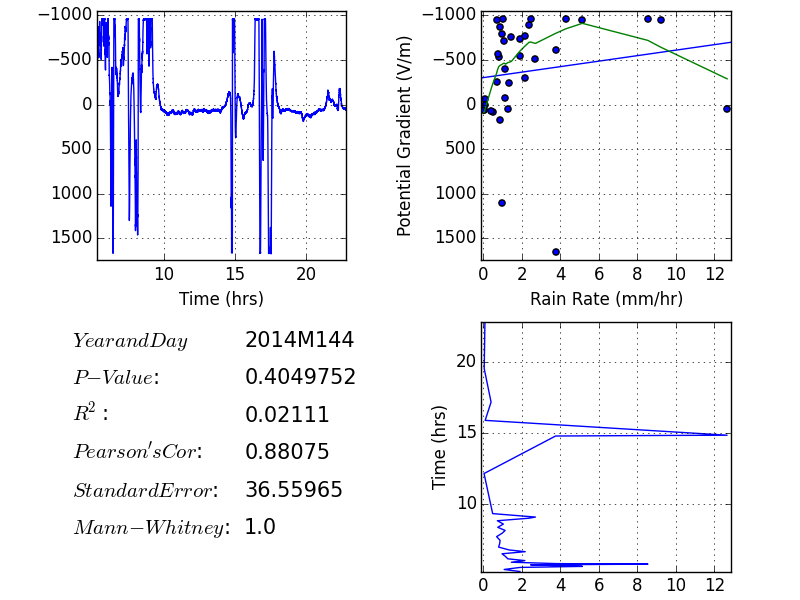 −1000
−500
0
500
1000
1500
10 15 20
Time (hrs)
Potential Gradient (V/m)
−1000
−500
0
500
1000
1500
0 2 4 6 8 10 12
Rain Rate (mm/hr)
YearandDay 2014M144
P−Value: 0.4049752
R²: 0.02111
Pearson'sCor: 0.88075
StandardError: 36.55965
Mann−Whitney: 1.0
Time (hrs)
20
15
10
0 2 4 6 8 10 12